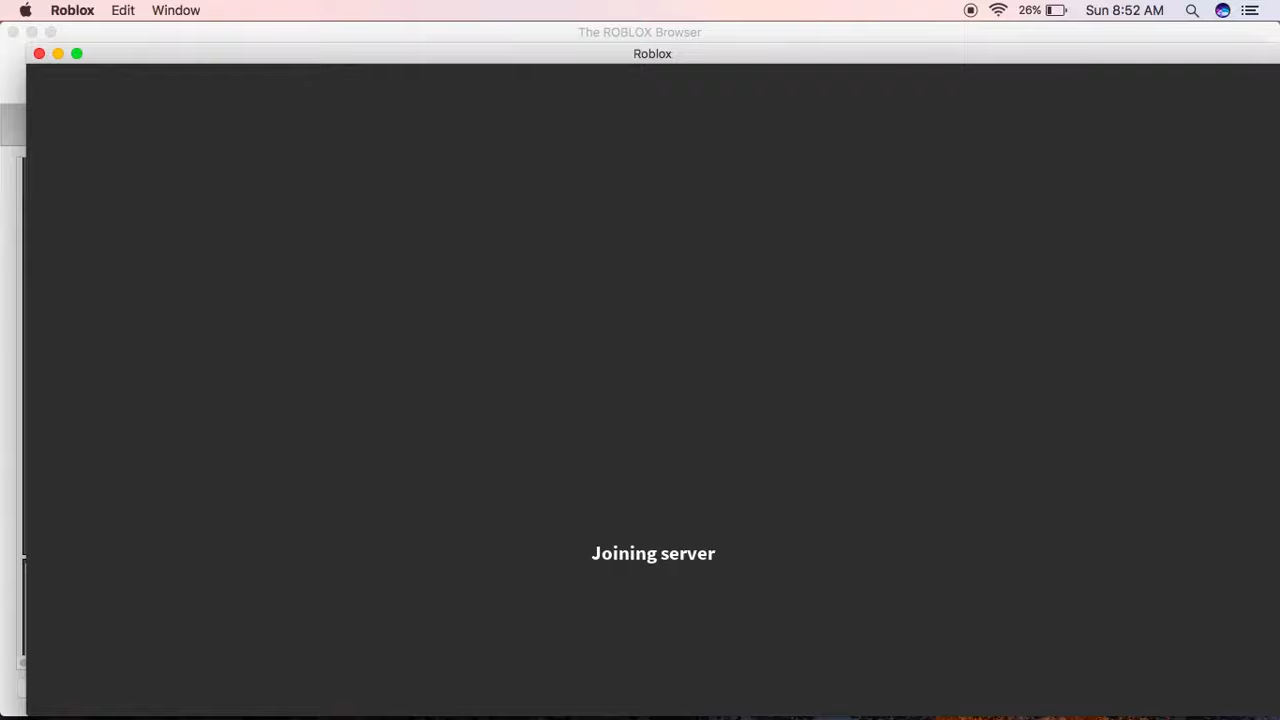 Roblox Edit Window 26% Sun 8:52 AM
The ROBLOX Browser
Roblox
Joining server